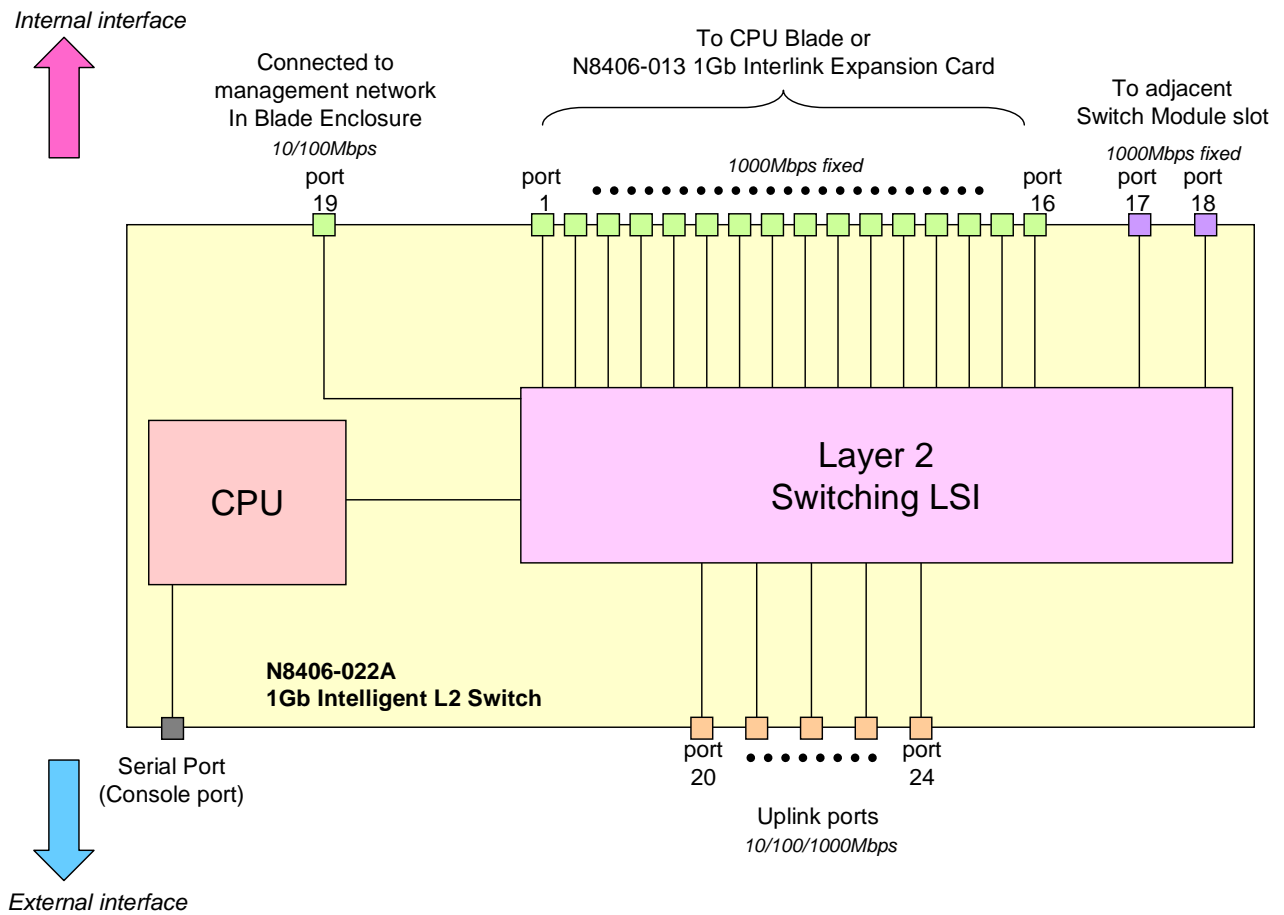 Internal interface
To CPU Blade or
N8406-013 1Gb Interlink Expansion Card
Connected to
management network
In Blade Enclosure
10/100Mbps
To adjacent
Switch Module slot
1000Mbps fixed
1000Mbps fixed
port
19
port
1
port
16
port
17
port
18
CPU
Layer 2
Switching LSI
N8406-022A
1Gb Intelligent L2 Switch
Serial Port
(Console port)
port
20
port
24
Uplink ports
10/100/1000Mbps
External interface